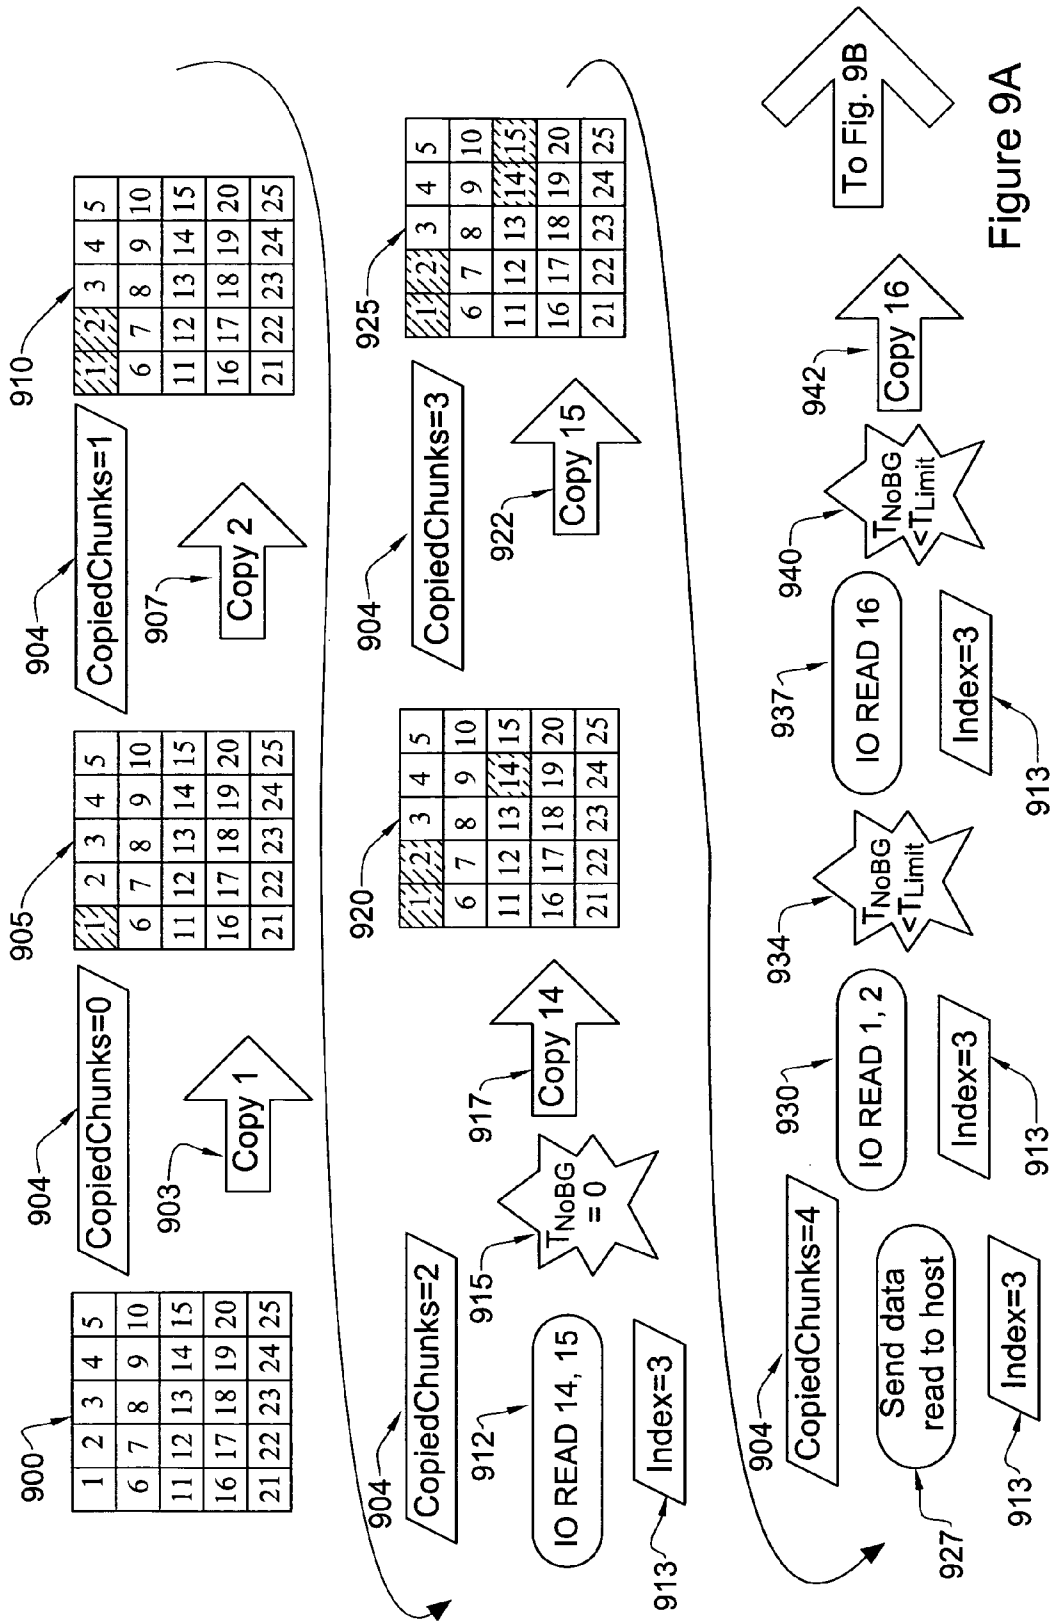 900
1 2 3 4 5
6 7 8 9 10
11 12 13 14 15
16 17 18 19 20
21 22 23 24 25
904
CopiedChunks=0
903
Copy 1
905
1 2 3 4 5
6 7 8 9 10
11 12 13 14 15
16 17 18 19 20
21 22 23 24 25
904
CopiedChunks=1
907
Copy 2
910
1 2 3 4 5
6 7 8 9 10
11 12 13 14 15
16 17 18 19 20
21 22 23 24 25
904
CopiedChunks=2
912
IO READ 14, 15
Index=3
913
915
TNoBG
= 0
917
Copy 14
920
1 2 3 4 5
6 7 8 9 10
11 12 13 14 15
16 17 18 19 20
21 22 23 24 25
904
CopiedChunks=3
922
Copy 15
925
1 2 3 4 5
6 7 8 9 10
11 12 13 14 15
16 17 18 19 20
21 22 23 24 25
904
CopiedChunks=4
Send data
read to host
927
Index=3
913
930
IO READ 1, 2
Index=3
913
934
TNoBG
<TLimit
937
IO READ 16
Index=3
913
940
TNoBG
<TLimit
942
Copy 16
To Fig. 9B
Figure 9A